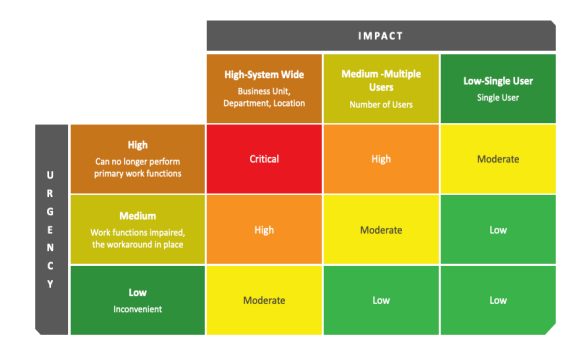 IMPACT
High-System Wide
Business Unit,
Department, Location
Medium -Multiple
Users
Number of Users
Low-Single User
Single User
URGENCY
High
Can no longer perform
primary work functions
Critical
High
Moderate
Medium
Work functions impaired,
the workaround in place
High
Moderate
Low
Low
Inconvenient
Moderate
Low
Low